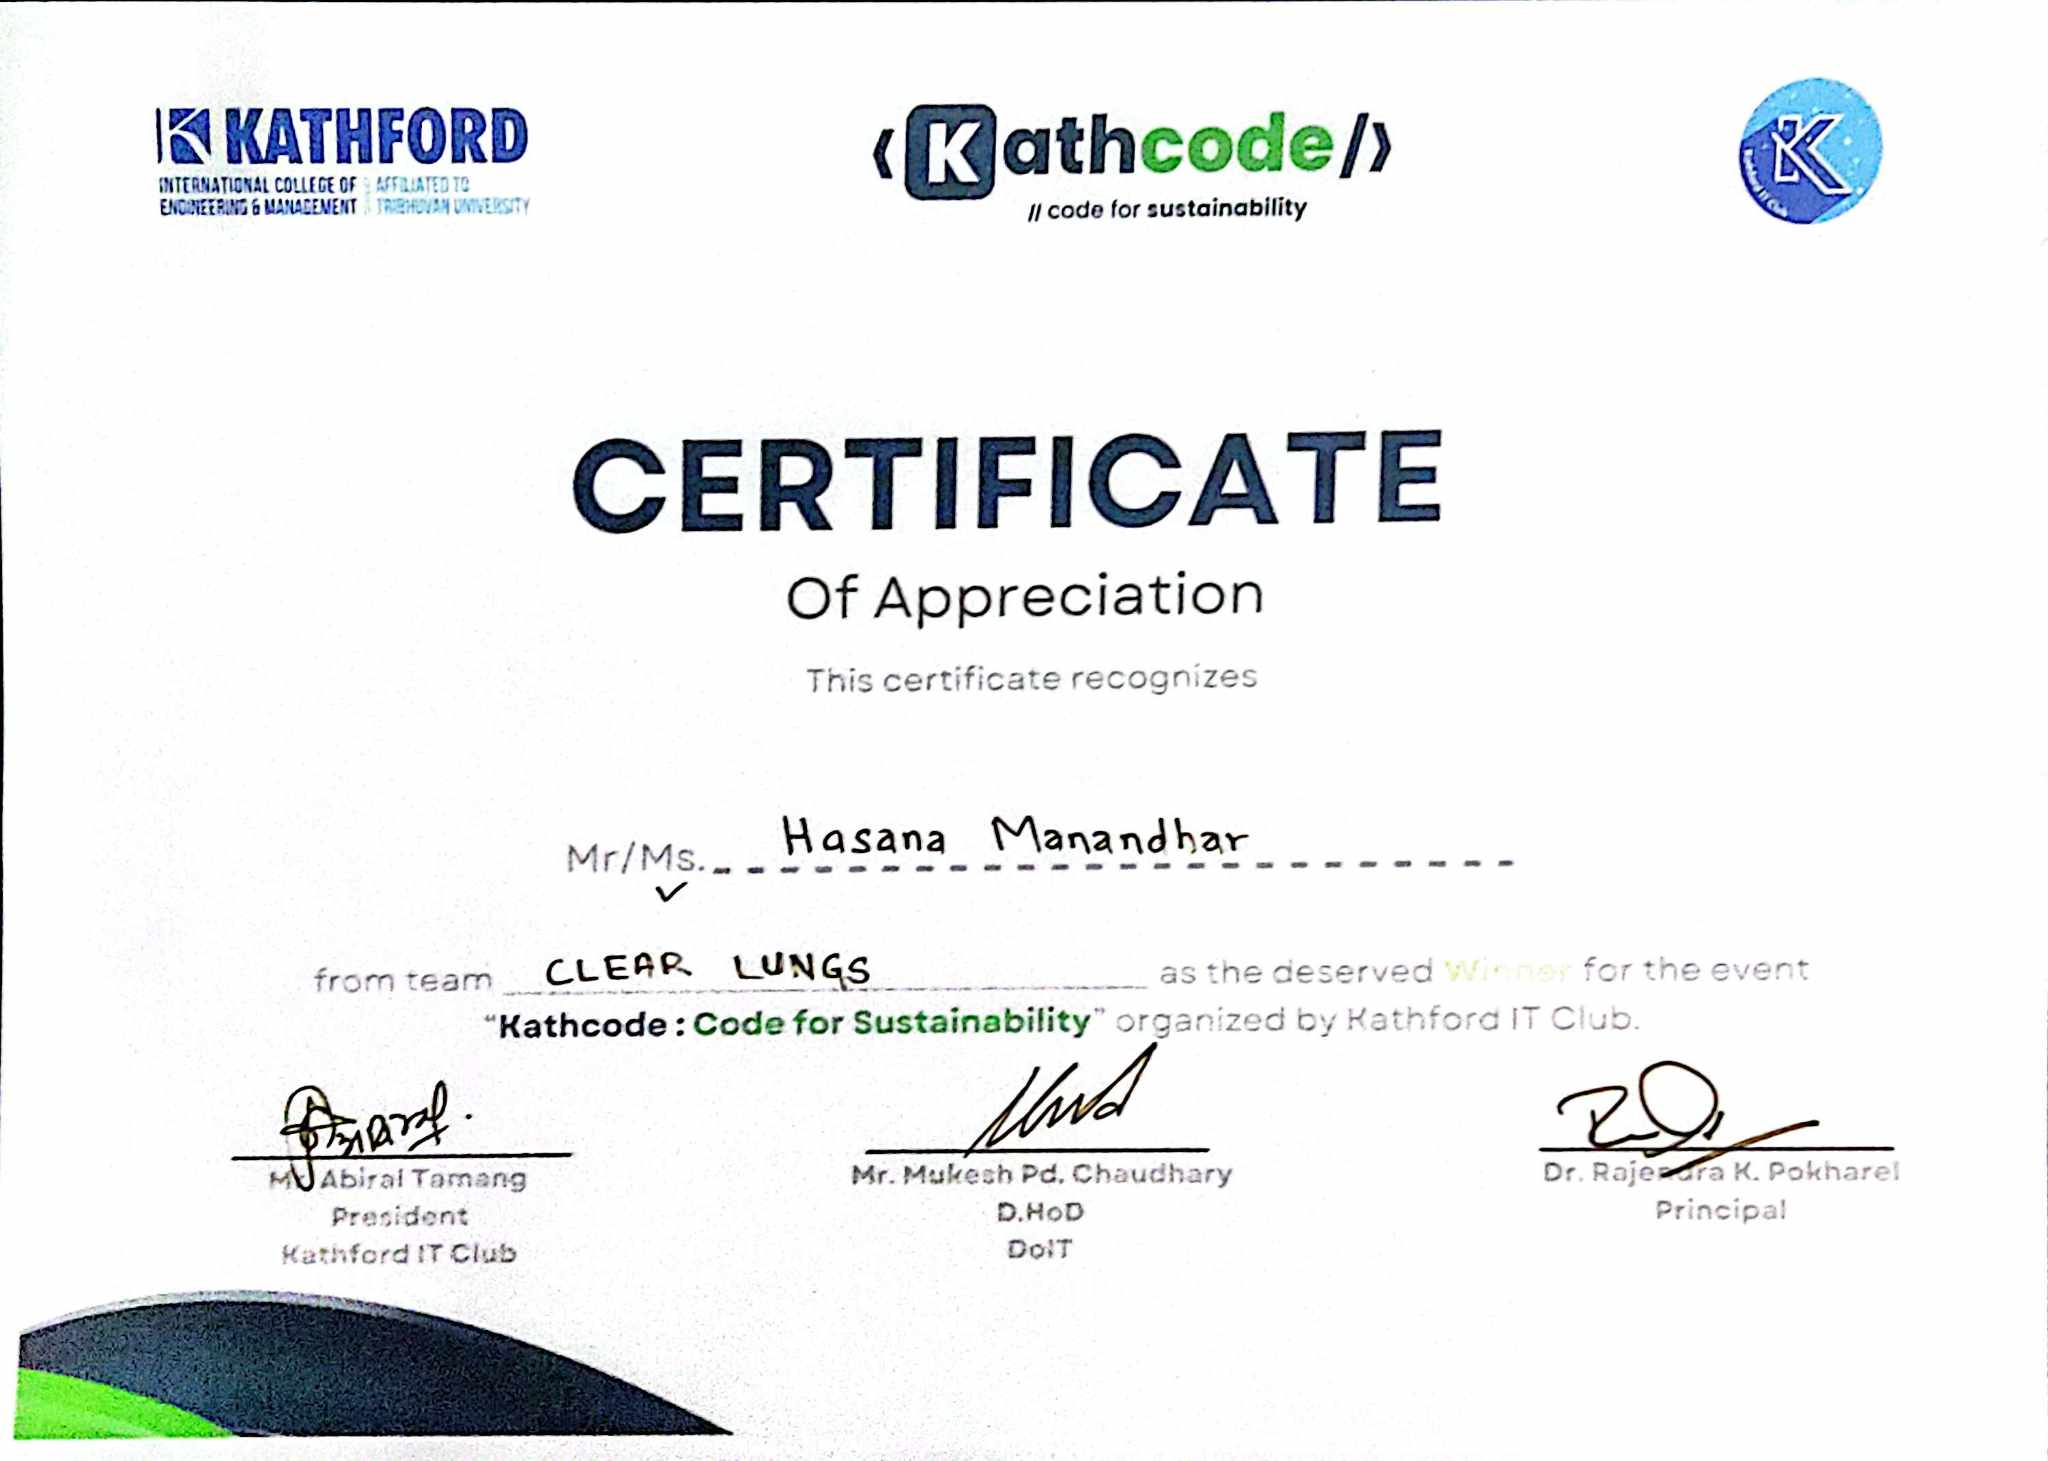 KATHFORD
INTERNATIONAL COLLEGE OF AFFILIATED TO
ENGINEERING & MANAGEMENT TRIBHUVAN UNIVERSITY
<Kathcode/>
// code for sustainability
K
Kathford IT Club
CERTIFICATE
Of Appreciation
This certificate recognizes
Mr/Ms. Hasana Manandhar
from team CLEAR LUNGS as the deserved Winner for the event
“Kathcode : Code for Sustainability” organized by Kathford IT Club.
Mr. Abiral Tamang
President
Kathford IT Club
Mr. Mukesh Pd. Chaudhary
D.HoD
DoIT
Dr. Rajendra K. Pokharel
Principal